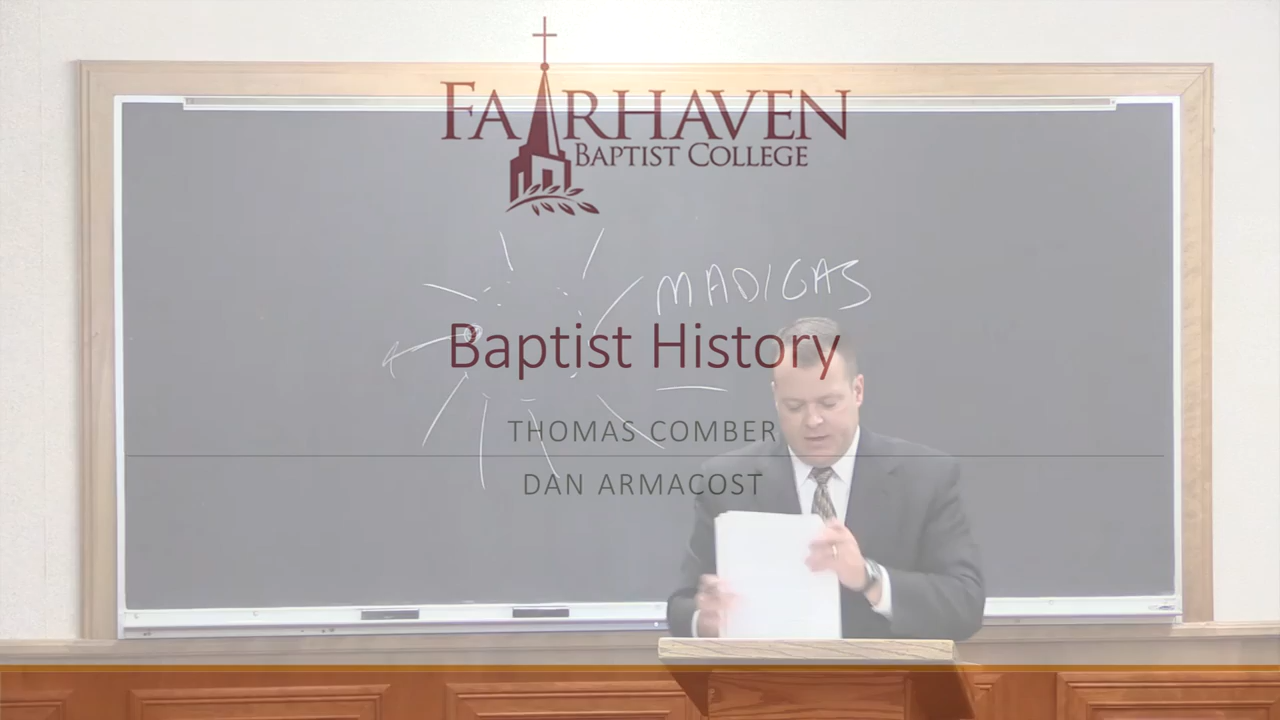 FAIRHAVEN
BAPTIST COLLEGE
MADIGAS
Baptist History
THOMAS COMBER
DAN ARMACOST